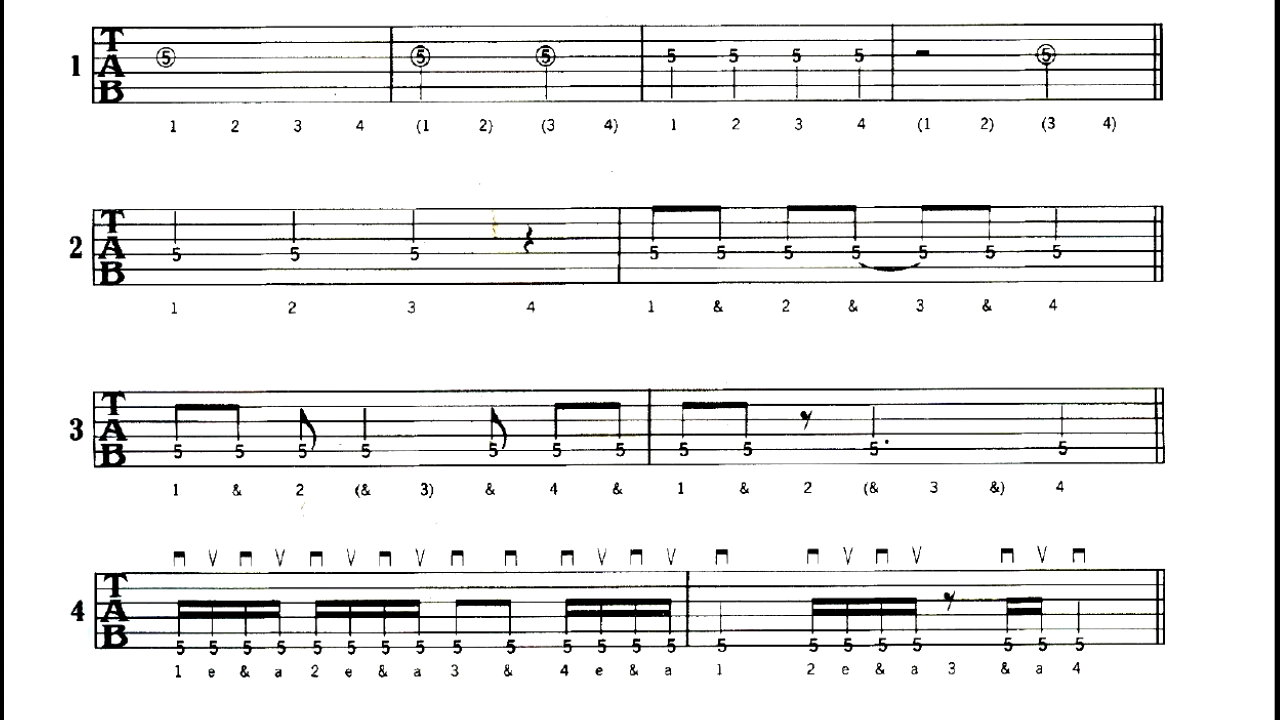 1 TAB 5 5 5 5 5 5 5 5
1 2 3 4 (1 2) (3 4) 1 2 3 4 (1 2) (3 4)
2 TAB 5 5 5 5 5 5 5 5 5 5
1 2 3 4 1 & 2 & 3 & 4
3 TAB 5 5 5 5 5 5 5 5 5 5 5
1 & 2 (& 3) & 4 & 1 & 2 (& 3 &) 4
4 TAB 5 5 5 5 5 5 5 5 5 5 5 5 5 5 5 5 5 5 5 5 5 5
1 e & a 2 e & a 3 & 4 e & a 1 2 e & a 3 & a 4